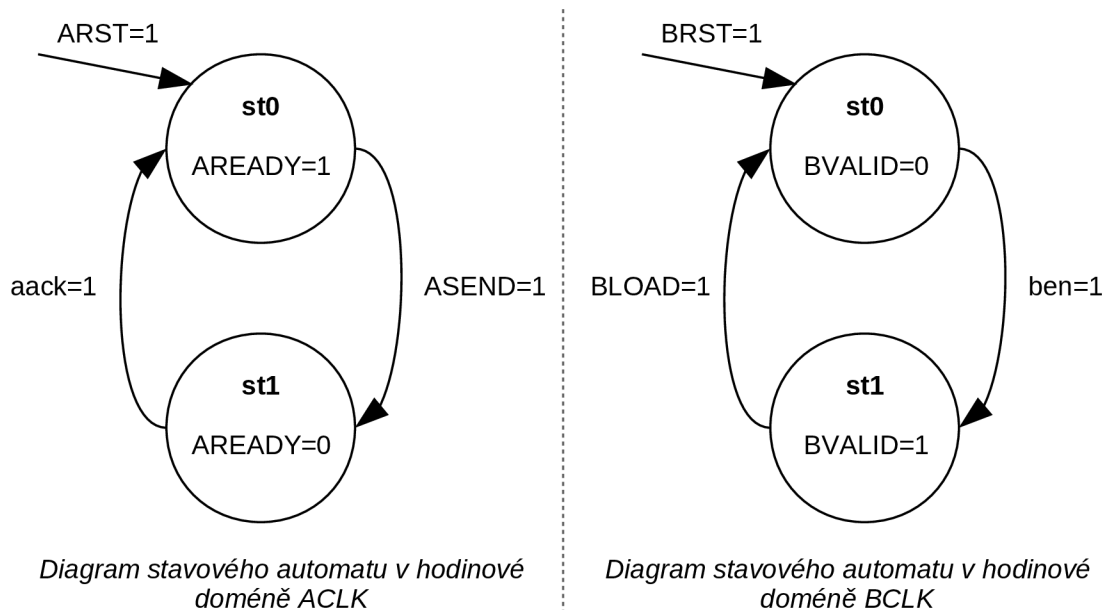 ARST=1
st0
AREADY=1
aack=1
ASEND=1
st1
AREADY=0
Diagram stavového automatu v hodinové
doméně ACLK
BRST=1
st0
BVALID=0
BLOAD=1
ben=1
st1
BVALID=1
Diagram stavového automatu v hodinové
doméně BCLK